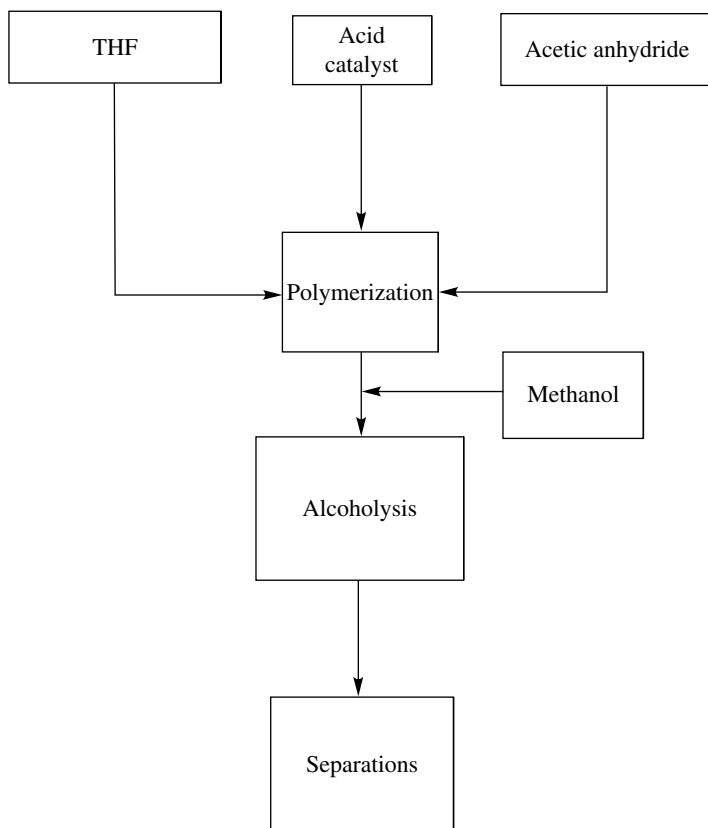 THF
Acid
catalyst
Acetic anhydride
Polymerization
Methanol
Alcoholysis
Separations